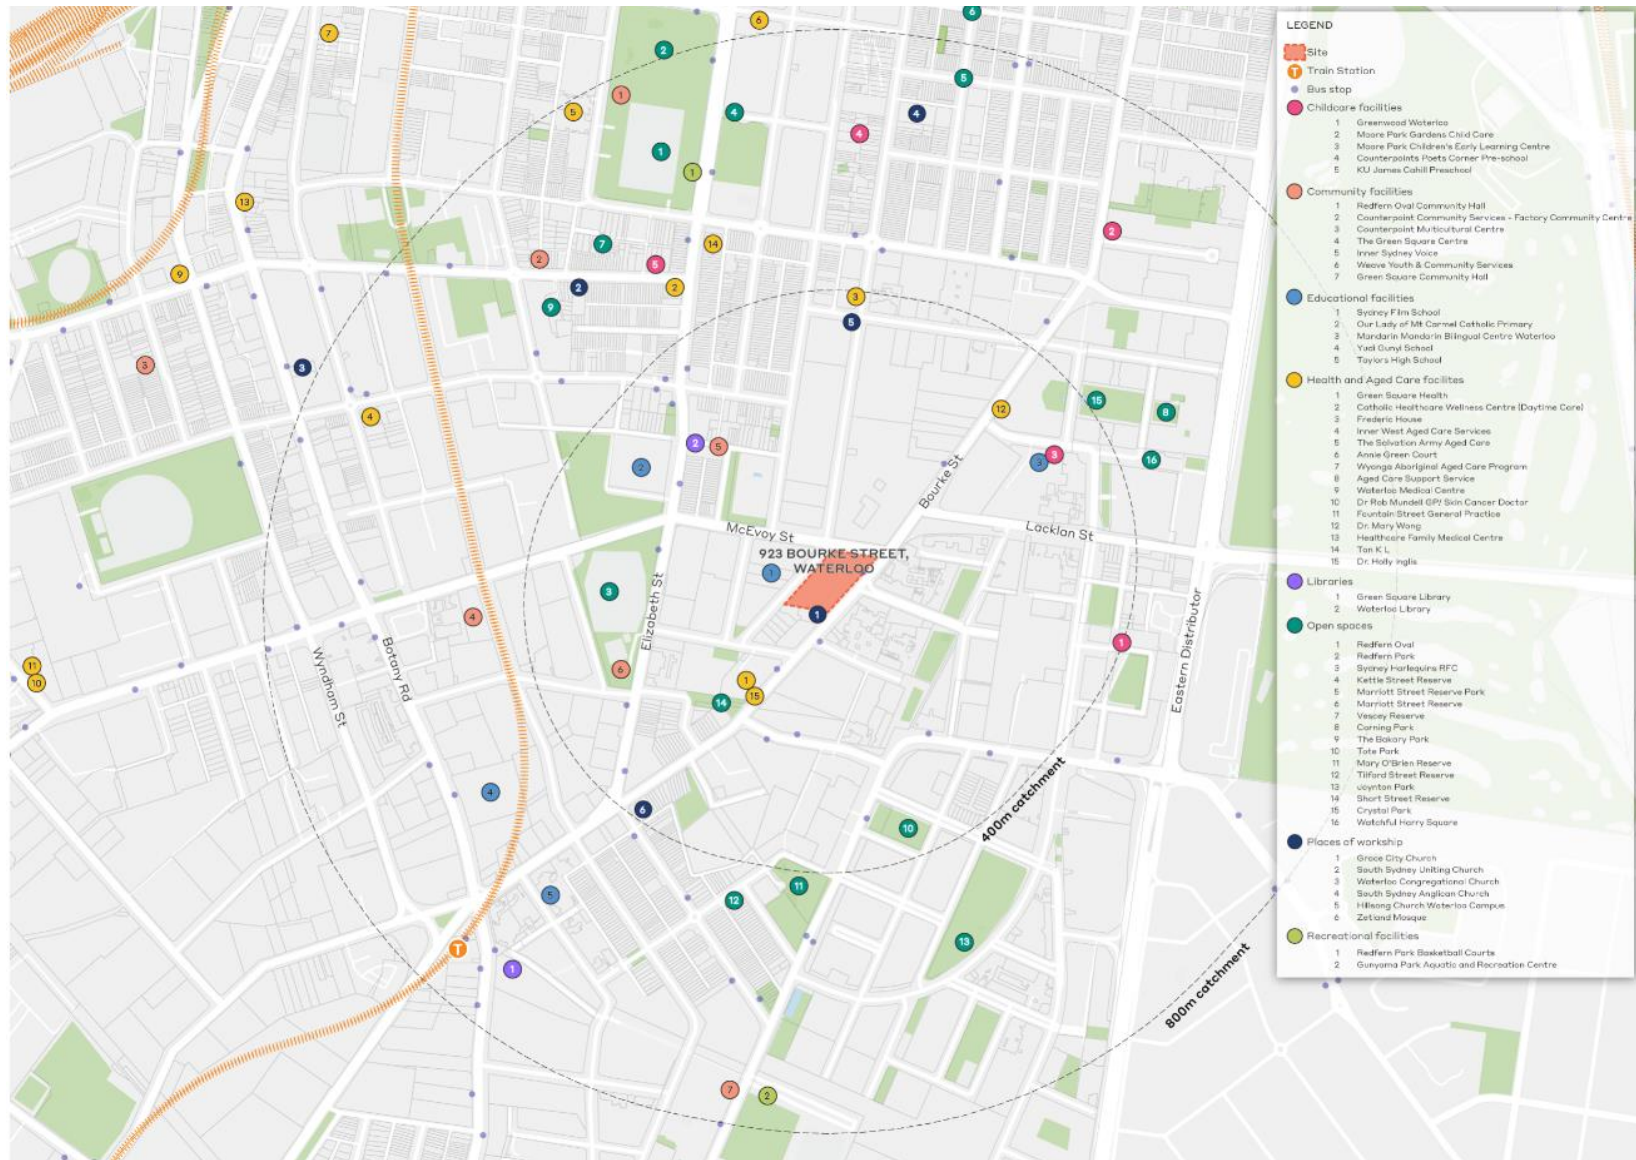 LEGEND
Site
T Train Station
Bus stop
Childcare facilities
1 Greenwood Waterloo
2 Moore Park Gardens Child Care
3 Moore Park Children's Early Learning Centre
4 Counterpoints Poets Corner Pre-school
5 KU James Cahill Preschool
Community facilities
1 Redfern Oval Community Hall
2 Counterpoint Community Services - Factory Community Centre
3 Counterpoint Multicultural Centre
4 The Green Square Centre
5 Inner Sydney Voice
6 Weave Youth & Community Services
7 Green Square Community Hall
Educational facilities
1 Sydney Film School
2 Our Lady of Mt Carmel Catholic Primary
3 Mandarin Mandarin Bilingual Centre Waterloo
4 Yudi Gunyi School
5 Taylors High School
Health and Aged Care facilites
1 Green Square Health
2 Catholic Healthcare Wellness Centre (Daytime Care)
3 Frederic House
4 Inner West Aged Care Services
5 The Salvation Army Aged Care
6 Annie Green Court
7 Wyanga Aboriginal Aged Care Program
8 Aged Care Support Service
9 Waterloo Medical Centre
10 Dr Rob Mundell GP/ Skin Cancer Doctor
11 Fountain Street General Practice
12 Dr. Mary Wong
13 Healthcare Family Medical Centre
14 Tan K L
15 Dr. Holly Inglis
Libraries
1 Green Square Library
2 Waterloo Library
Open spaces
1 Redfern Oval
2 Redfern Park
3 Sydney Harlequins RFC
4 Kettle Street Reserve
5 Marriott Street Reserve Park
6 Marriott Street Reserve
7 Vescey Reserve
8 Corning Park
9 The Bakary Park
10 Tote Park
11 Mary O'Brien Reserve
12 Tilford Street Reserve
13 Joynton Park
14 Short Street Reserve
15 Crystal Park
16 Watchful Harry Square
Places of workship
1 Grace City Church
2 South Sydney Uniting Church
3 Waterloo Congregational Church
4 South Sydney Anglican Church
5 Hillsong Church Waterloo Campus
6 Zetland Mosque
Recreational facilities
1 Redfern Park Basketball Courts
2 Gunyama Park Aquatic and Recreation Centre
Bourke St
McEvoy St
Lacklan St
923 BOURKE STREET,
WATERLOO
Elizabeth St
Wyndham St
Botany Rd
Eastern Distributor
400m catchment
800m catchment
T